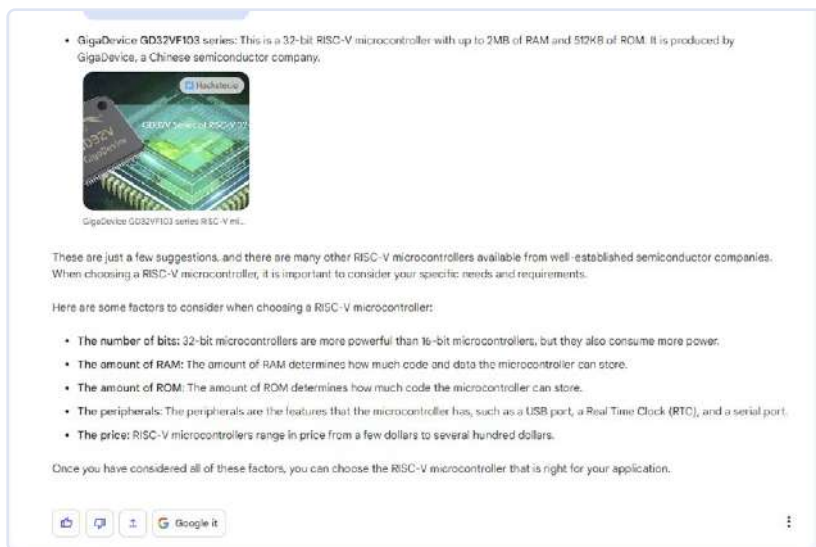 • GigaDevice GD32VF103 series: This is a 32-bit RISC-V microcontroller with up to 2MB of RAM and 512KB of ROM. It is produced by
GigaDevice, a Chinese semiconductor company.
Hackster.io
GD32V Series of RISC-V 32-
GD32V
GigaDevice
GigaDevice GD32VF103 series RISC-V mi...
These are just a few suggestions, and there are many other RISC-V microcontrollers available from well-established semiconductor companies.
When choosing a RISC-V microcontroller, it is important to consider your specific needs and requirements.
Here are some factors to consider when choosing a RISC-V microcontroller:
• The number of bits: 32-bit microcontrollers are more powerful than 16-bit microcontrollers, but they also consume more power.
• The amount of RAM: The amount of RAM determines how much code and data the microcontroller can store.
• The amount of ROM: The amount of ROM determines how much code the microcontroller can store.
• The peripherals: The peripherals are the features that the microcontroller has, such as a USB port, a Real Time Clock (RTC), and a serial port.
• The price: RISC-V microcontrollers range in price from a few dollars to several hundred dollars.
Once you have considered all of these factors, you can choose the RISC-V microcontroller that is right for your application.
G Google it